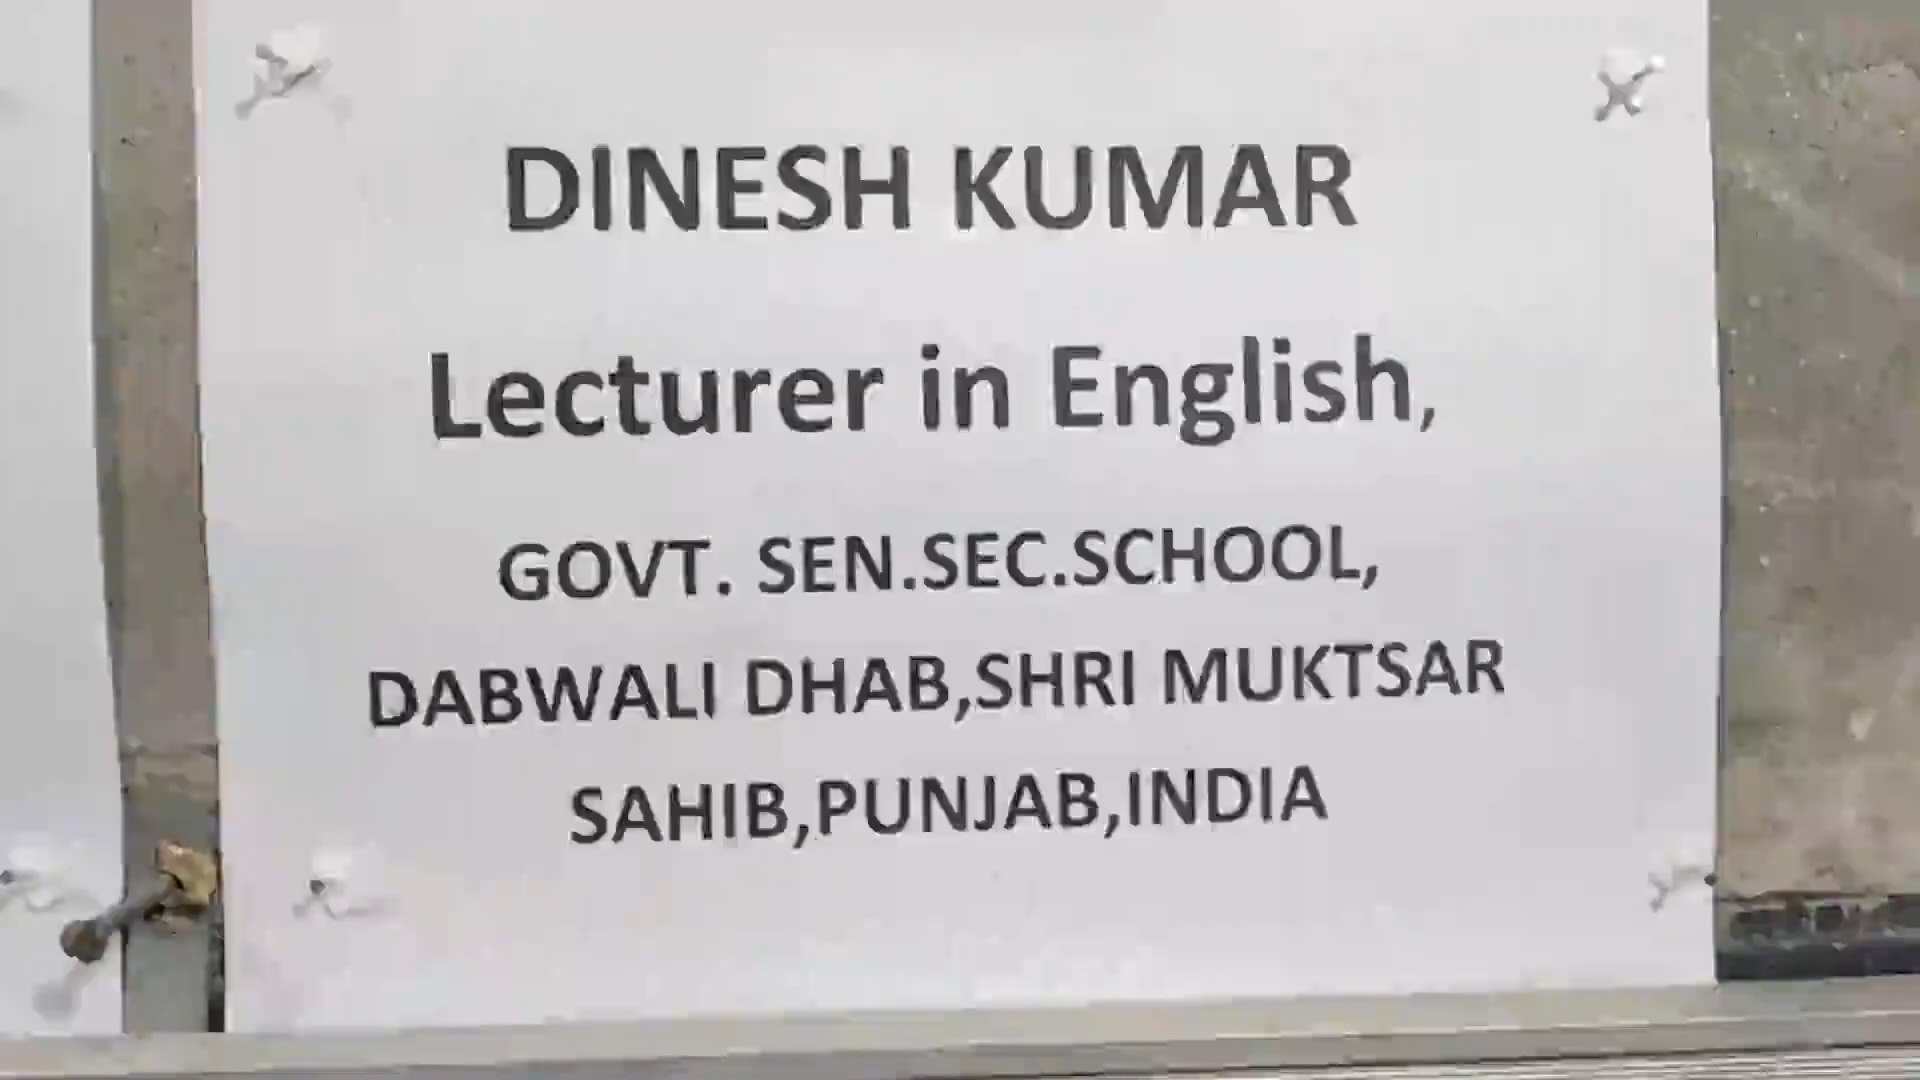 DINESH KUMAR
Lecturer in English,
GOVT. SEN.SEC.SCHOOL,
DABWALI DHAB,SHRI MUKTSAR
SAHIB,PUNJAB,INDIA